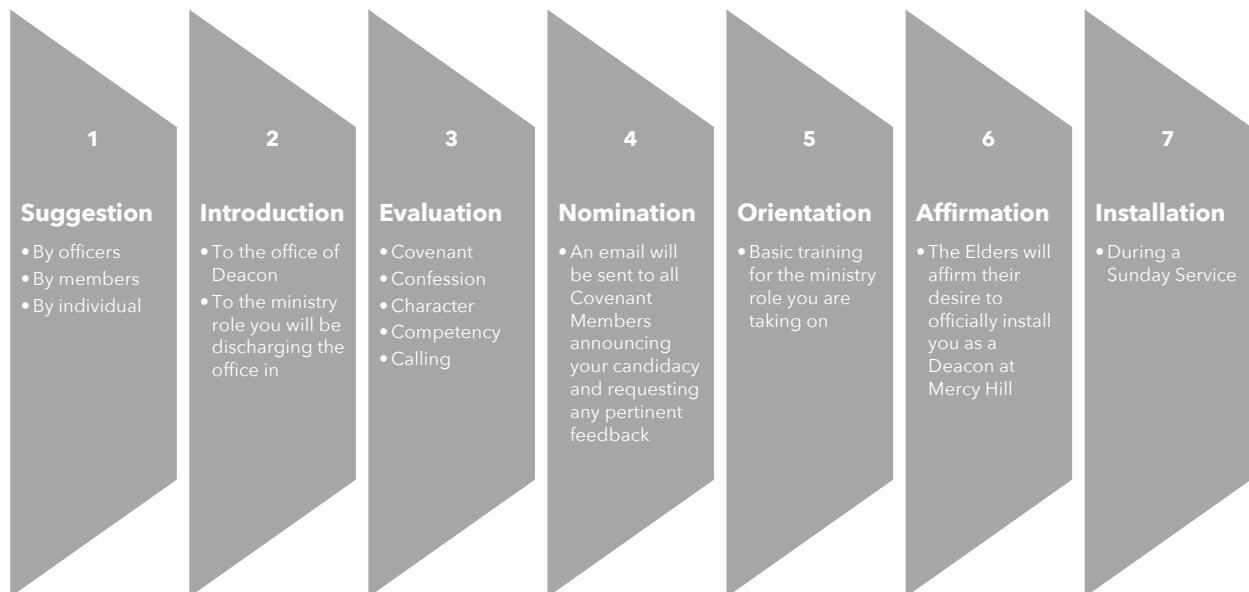 1
Suggestion
• By officers
• By members
• By individual
2
Introduction
• To the office of
Deacon
• To the ministry
role you will be
discharging the
office in
3
Evaluation
• Covenant
• Confession
• Character
• Competency
• Calling
4
Nomination
• An email will
be sent to all
Covenant
Members
announcing
your candidacy
and requesting
any pertinent
feedback
5
Orientation
• Basic training
for the ministry
role you are
taking on
6
Affirmation
• The Elders will
affirm their
desire to
officially install
you as a
Deacon at
Mercy Hill
7
Installation
• During a
Sunday Service